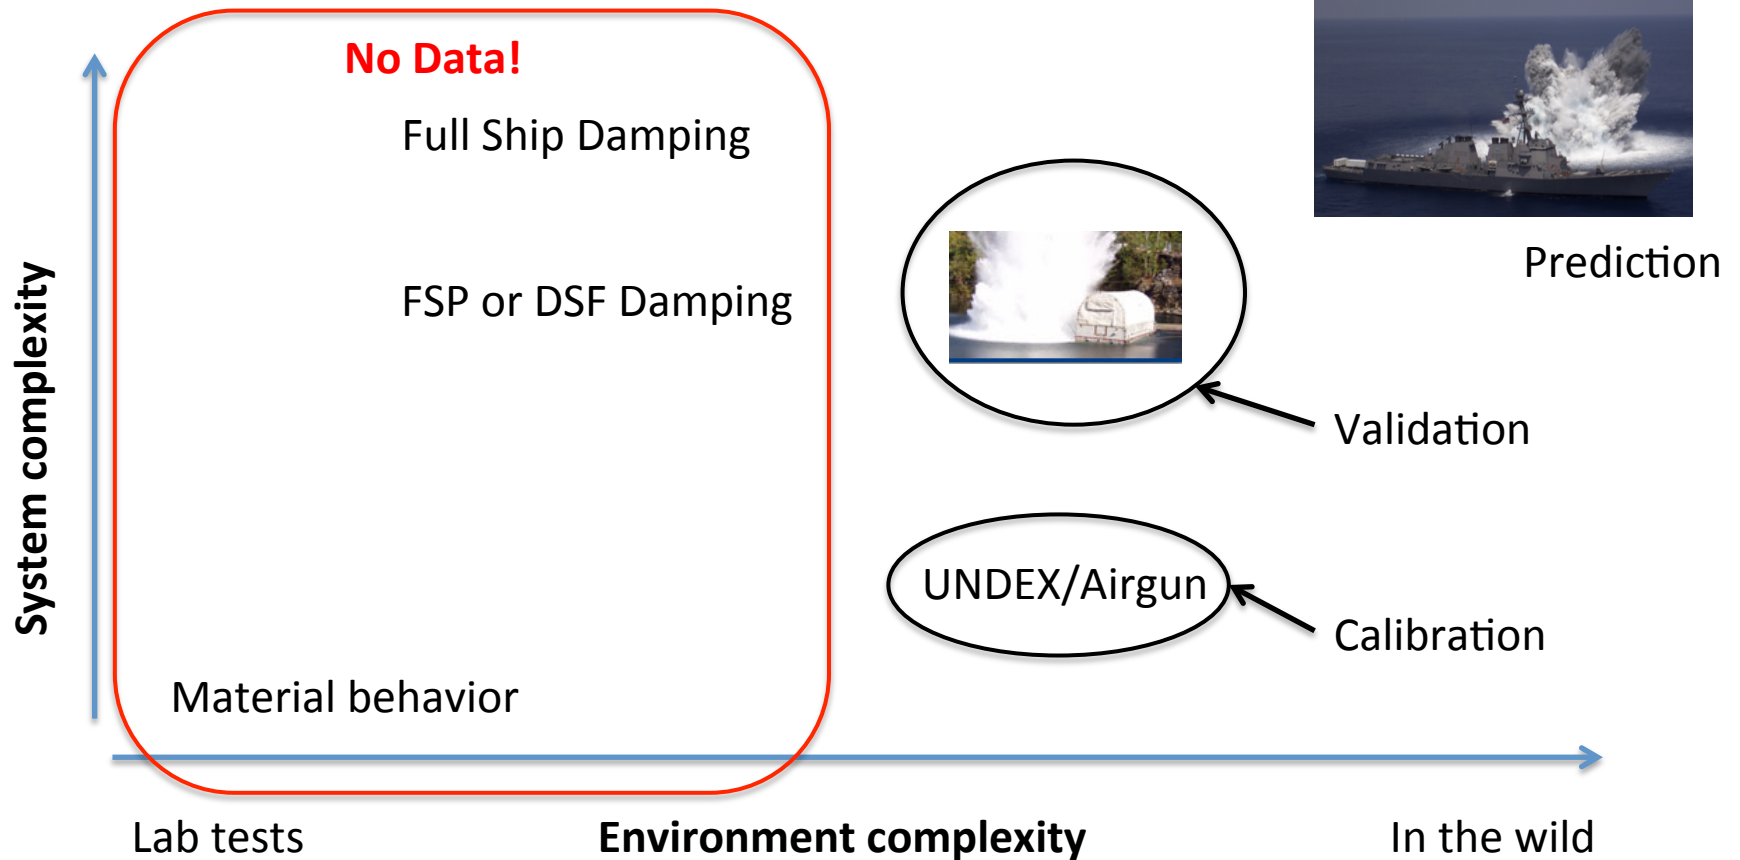 No Data!
Full Ship Damping
Prediction
FSP or DSF Damping
System complexity
Validation
UNDEX/Airgun
Calibration
Material behavior
Lab tests
Environment complexity
In the wild